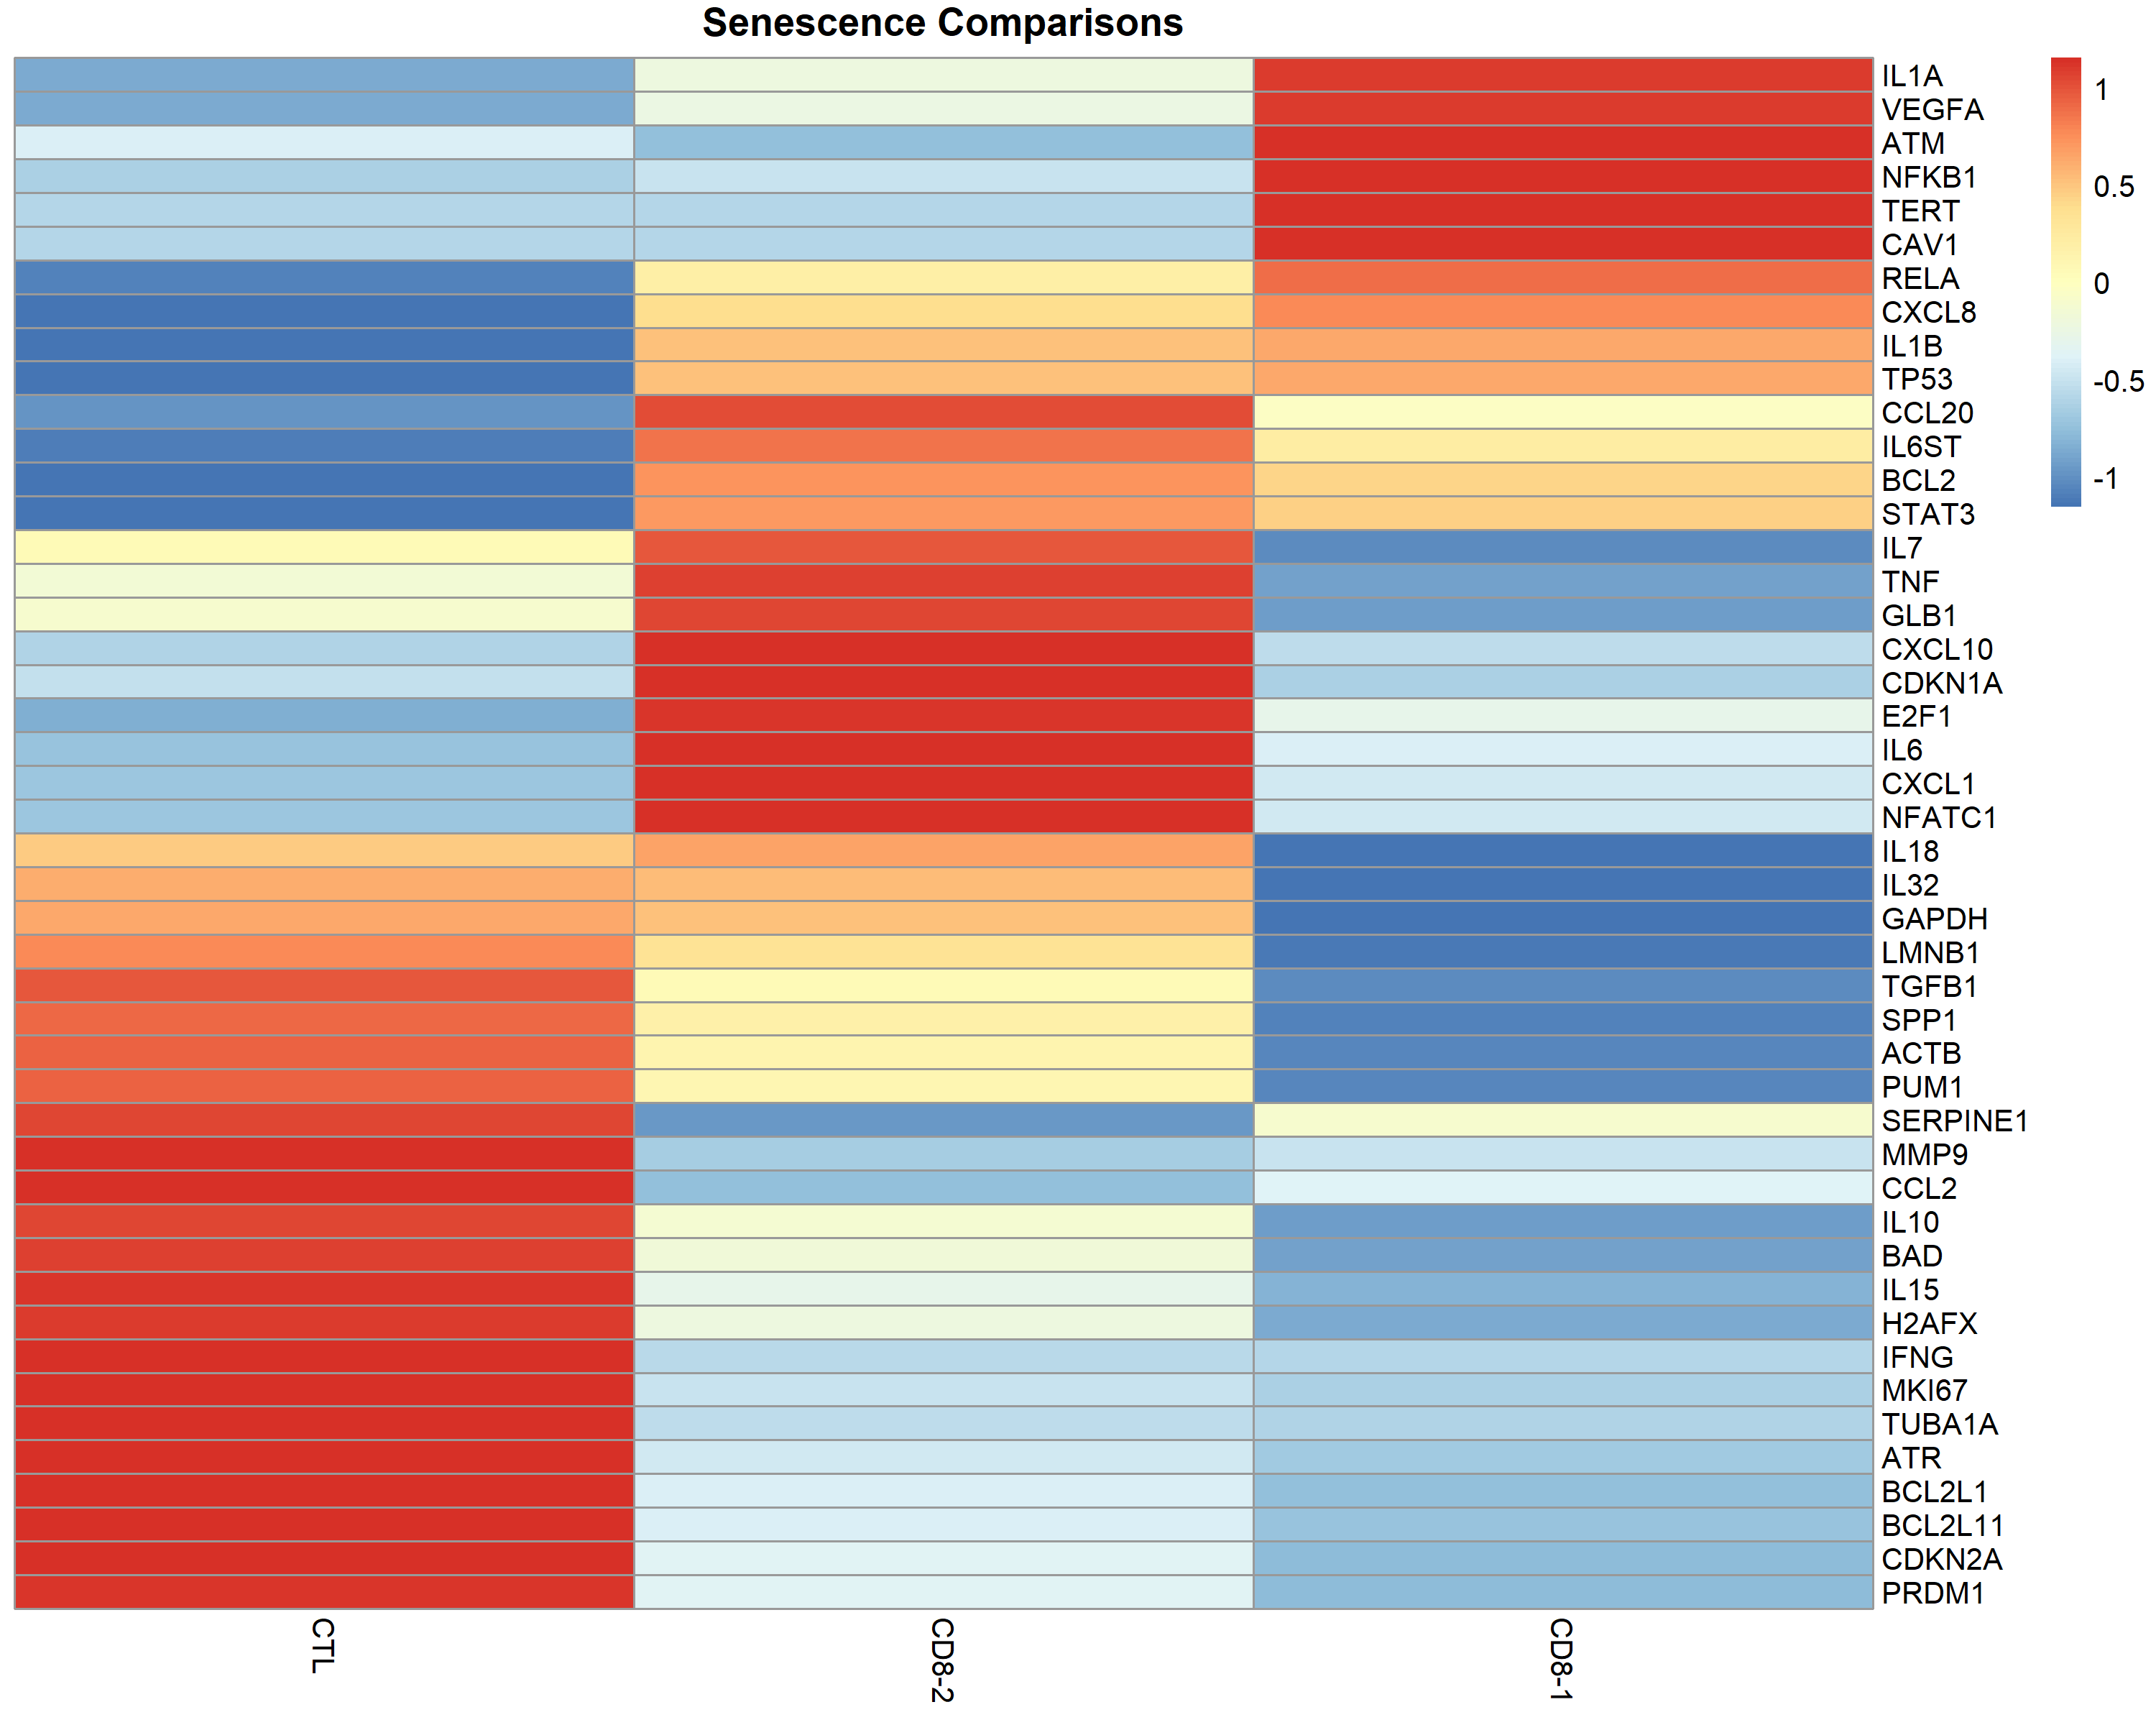 Senescence Comparisons
IL1A
VEGFA
ATM
NFKB1
TERT
CAV1
RELA
CXCL8
IL1B
TP53
CCL20
IL6ST
BCL2
STAT3
IL7
TNF
GLB1
CXCL10
CDKN1A
E2F1
IL6
CXCL1
NFATC1
IL18
IL32
GAPDH
LMNB1
TGFB1
SPP1
ACTB
PUM1
SERPINE1
MMP9
CCL2
IL10
BAD
IL15
H2AFX
IFNG
MKI67
TUBA1A
ATR
BCL2L1
BCL2L11
CDKN2A
PRDM1
1
0.5
0
-0.5
-1
CTL
CD8-2
CD8-1